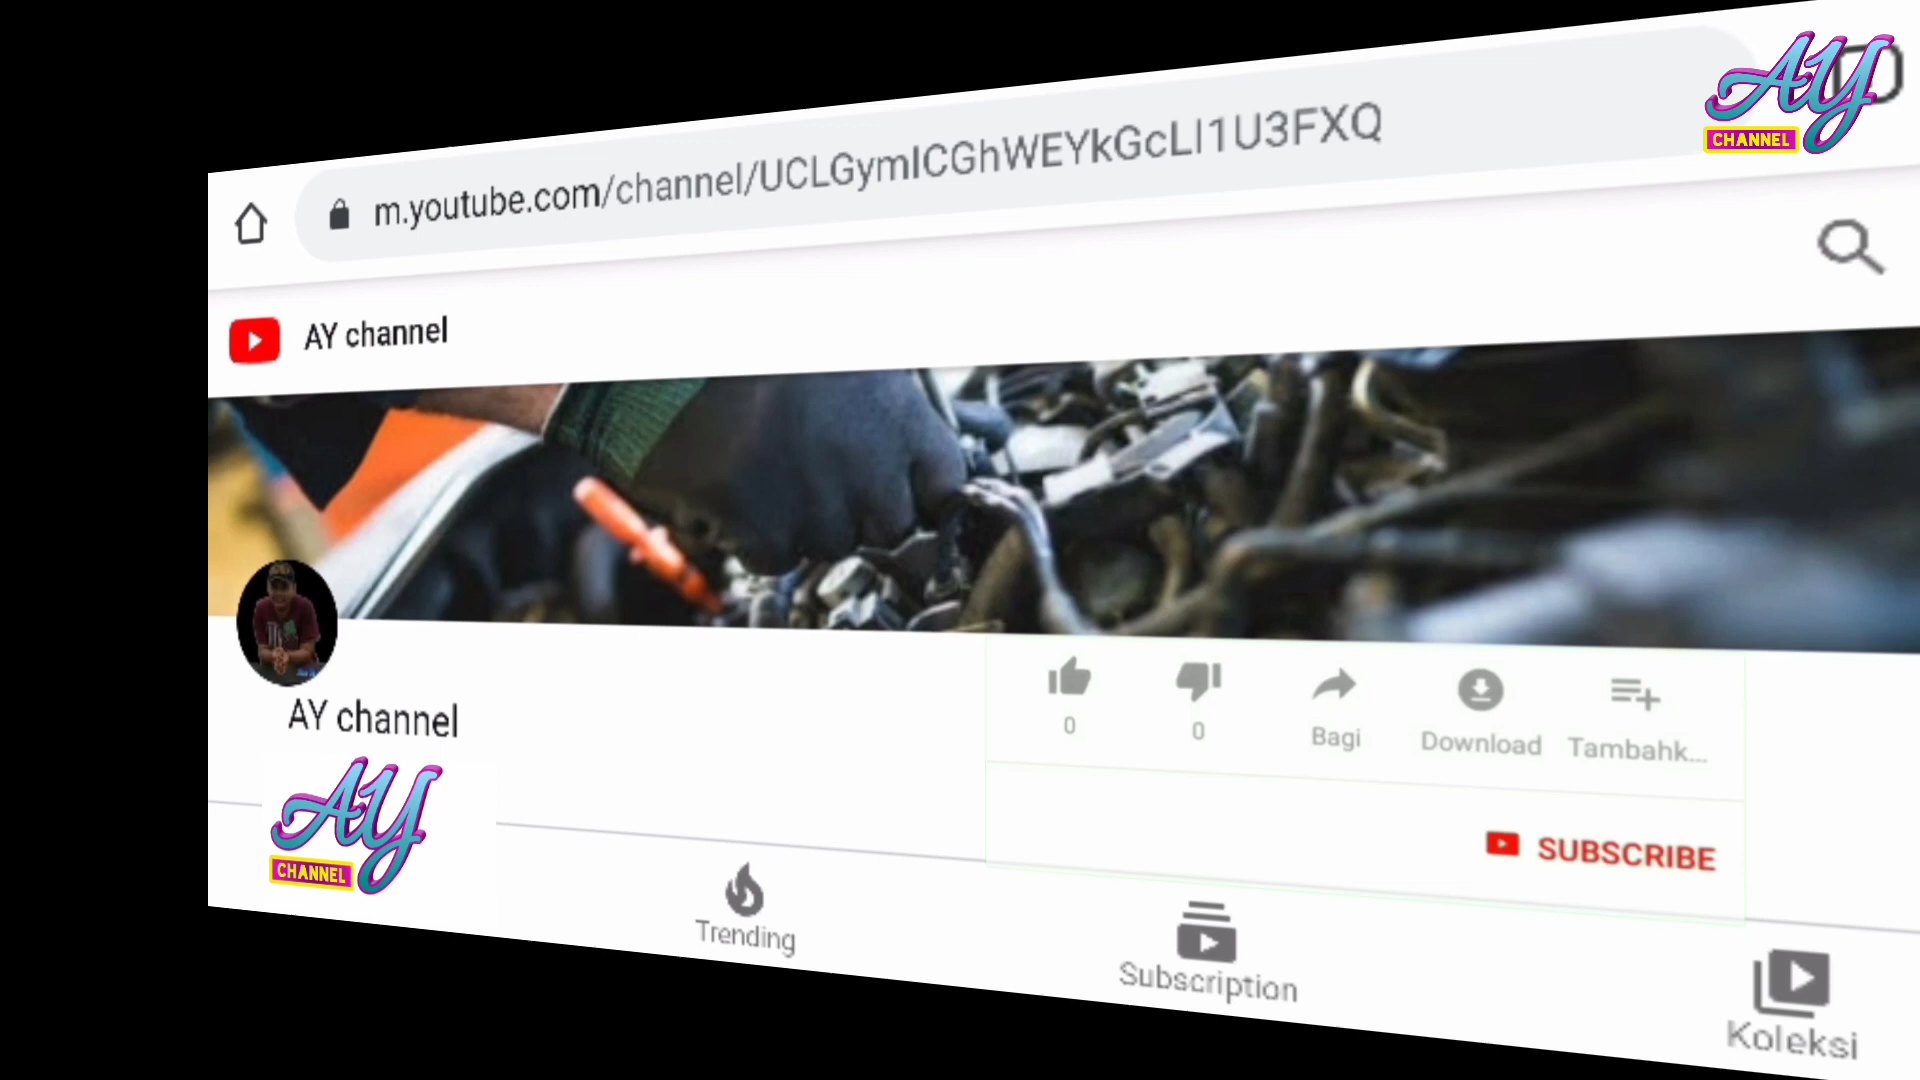 m.youtube.com/channel/UCLGymICGhWEYkGcLI1U3FXQ
AY
CHANNEL
AY channel
AY channel
AY
CHANNEL
0
0
Bagi
Download
Tambahk...
SUBSCRIBE
Trending
Subscription
Koleksi